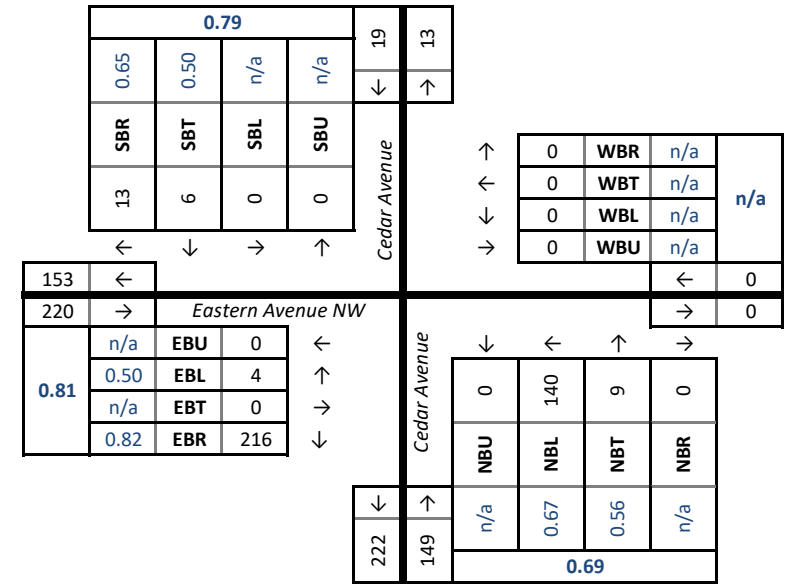 0.79
0.65 0.50 n/a n/a
SBR SBT SBL SBU
13 6 0 0
← ↓ → ↑
19 13
↓ ↑
Cedar Avenue
↑ 0 WBR n/a
← 0 WBT n/a
↓ 0 WBL n/a
→ 0 WBU n/a
n/a
153 ←
← 0
220 →
Eastern Avenue NW
→ 0
0.81
n/a EBU 0 ←
0.50 EBL 4 ↑
n/a EBT 0 →
0.82 EBR 216 ↓
Cedar Avenue
↓ ← ↑ →
0 140 9 0
NBU NBL NBT NBR
n/a 0.67 0.56 n/a
0.69
↓ ↑
222 149